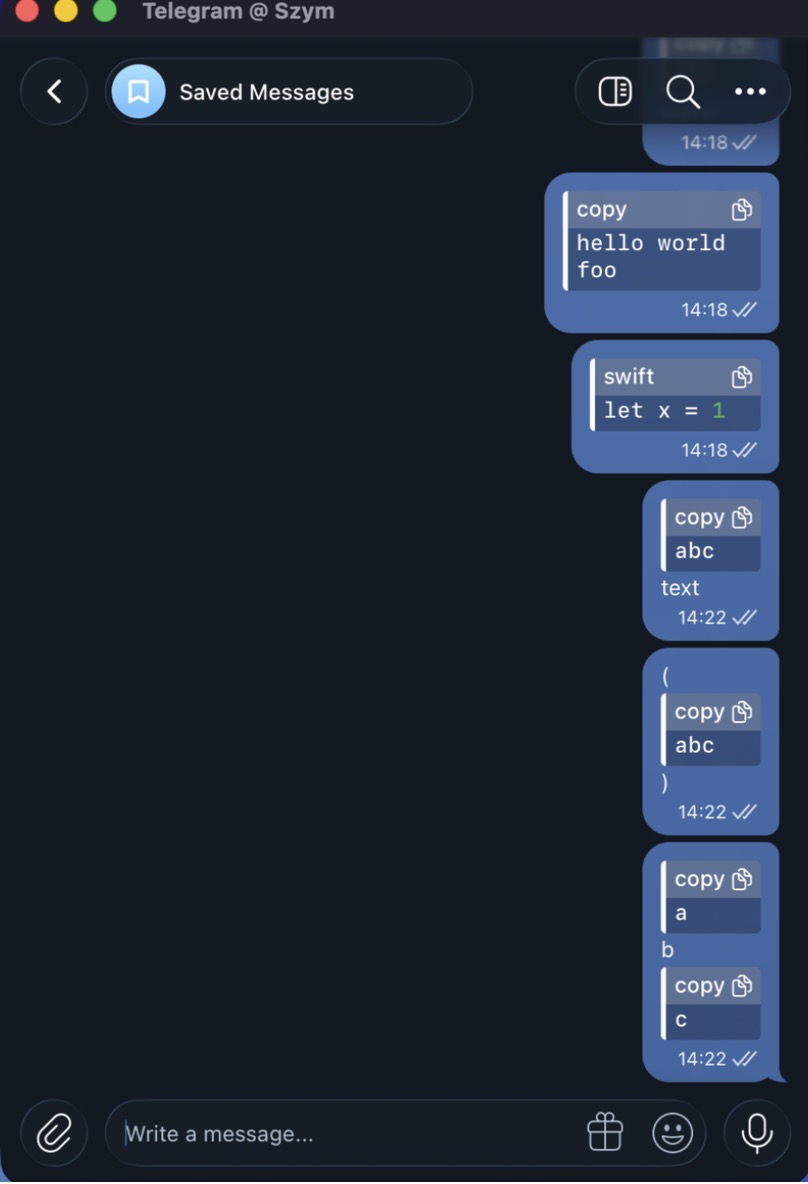 Telegram @ Szym
Saved Messages
copy
14:18
copy
hello world
foo
14:18
swift
let x = 1
14:18
copy
abc
text
14:22
(
copy
abc
)
14:22
copy
a
b
copy
c
14:22
Write a message...